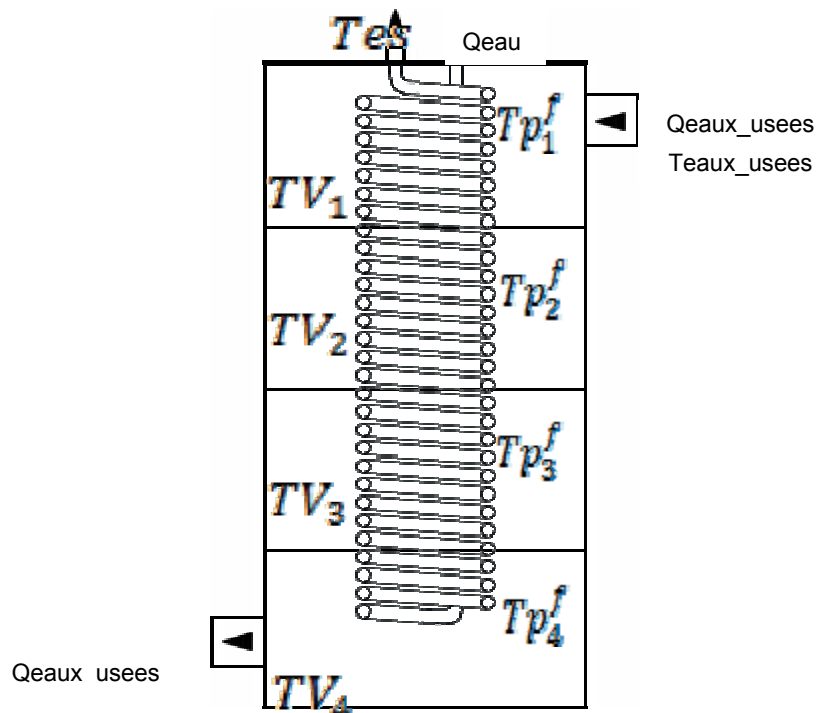 Tes
Qeau
Tp₁ᶠ
Qeaux_usees
Teaux_usees
TV₁
Tp₂ᶠ
TV₂
Tp₃ᶠ
TV₃
Tp₄ᶠ
Qeaux usees
TV₄